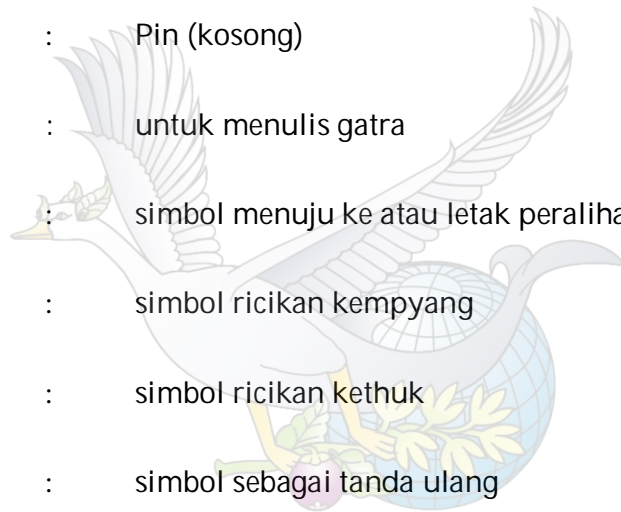 : Pin (kosong)
: untuk menulis gatra
: simbol menuju ke atau letak peraliha
: simbol ricikan kempyang
: simbol ricikan kethuk
: simbol sebagai tanda ulang